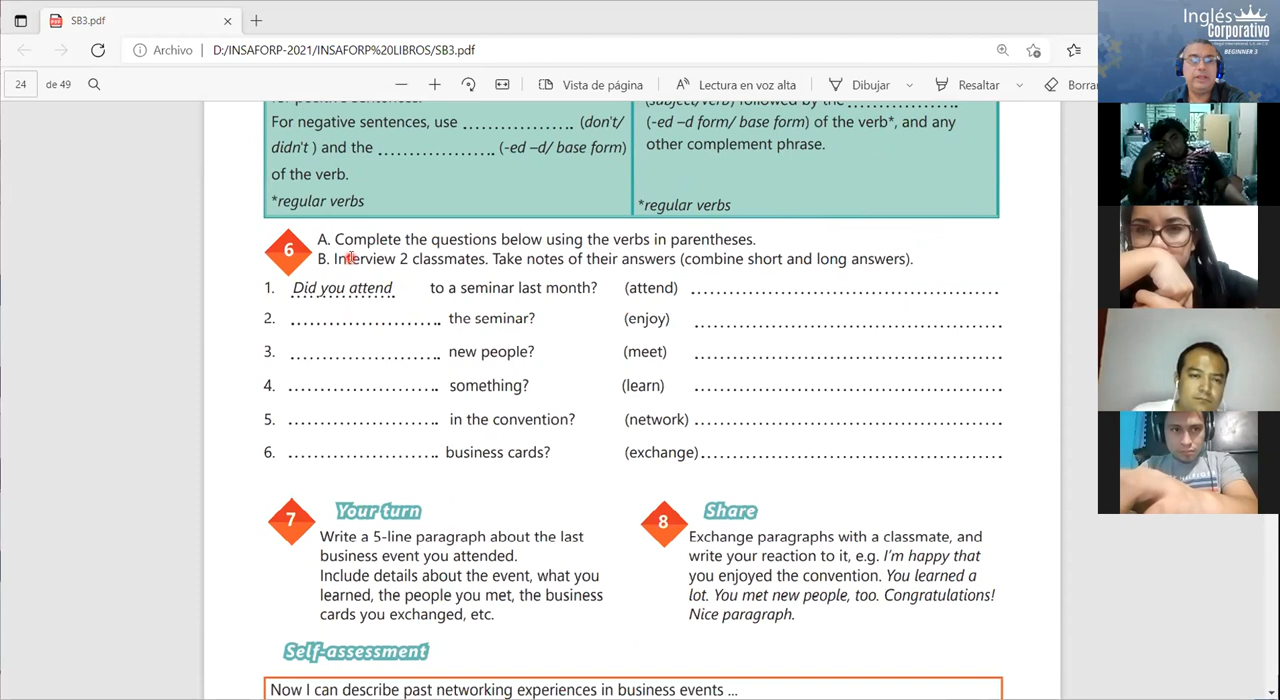 SB3.pdf
Archivo
D:/INSAFORP-2021/INSAFORP%20LIBROS/SB3.pdf
24
de 49
Vista de página
Lectura en voz alta
Dibujar
Resaltar
Borrar
Inglés
Corporativo
BEGINNER 3
for positive sentences.
For negative sentences, use ...................... (don't/
didn't ) and the ........................ (-ed –d/ base form)
of the verb.
*regular verbs
(subject/verb) followed by the ......................
(-ed –d form/ base form) of the verb*, and any
other complement phrase.
*regular verbs
6
A. Complete the questions below using the verbs in parentheses.
B. Interview 2 classmates. Take notes of their answers (combine short and long answers).
1. Did you attend to a seminar last month? (attend) ................................................
2. .............................. the seminar? (enjoy) ................................................
3. .............................. new people? (meet) ................................................
4. .............................. something? (learn) ................................................
5. .............................. in the convention? (network) ................................................
6. .............................. business cards? (exchange) ................................................
7
Your turn
Write a 5-line paragraph about the last
business event you attended.
Include details about the event, what you
learned, the people you met, the business
cards you exchanged, etc.
8
Share
Exchange paragraphs with a classmate, and
write your reaction to it, e.g. I'm happy that
you enjoyed the convention. You learned a
lot. You met new people, too. Congratulations!
Nice paragraph.
Self-assessment
Now I can describe past networking experiences in business events ...